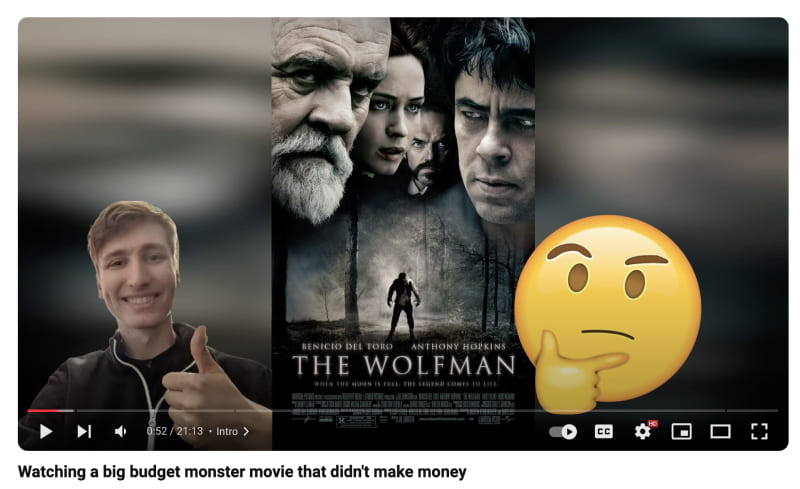 BENICIO DEL TORO ANTHONY HOPKINS
THE WOLFMAN
WHEN THE MOON IS FULL, THE LEGEND COMES TO LIFE.
R
0:52 / 21:13 • Intro
CC
HD
Watching a big budget monster movie that didn't make money